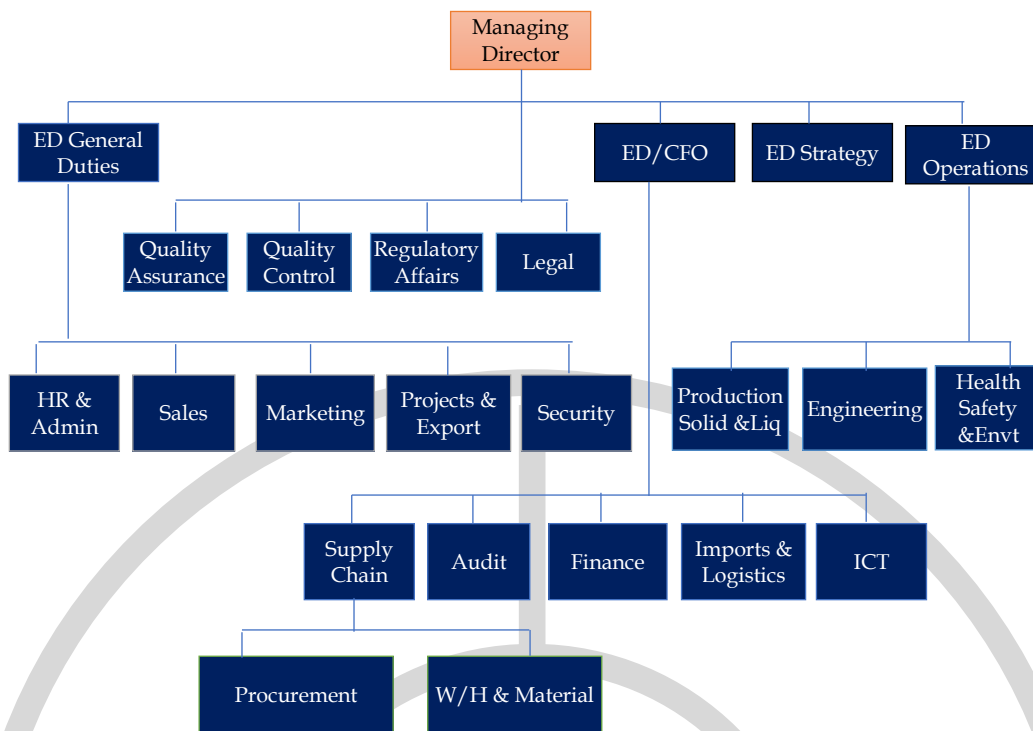 Managing
Director
ED General
Duties
ED/CFO
ED Strategy
ED
Operations
Quality
Assurance
Quality
Control
Regulatory
Affairs
Legal
HR &
Admin
Sales
Marketing
Projects &
Export
Security
Production
Solid &Liq
Engineering
Health
Safety
&Envt
Supply
Chain
Audit
Finance
Imports &
Logistics
ICT
Procurement
W/H & Material